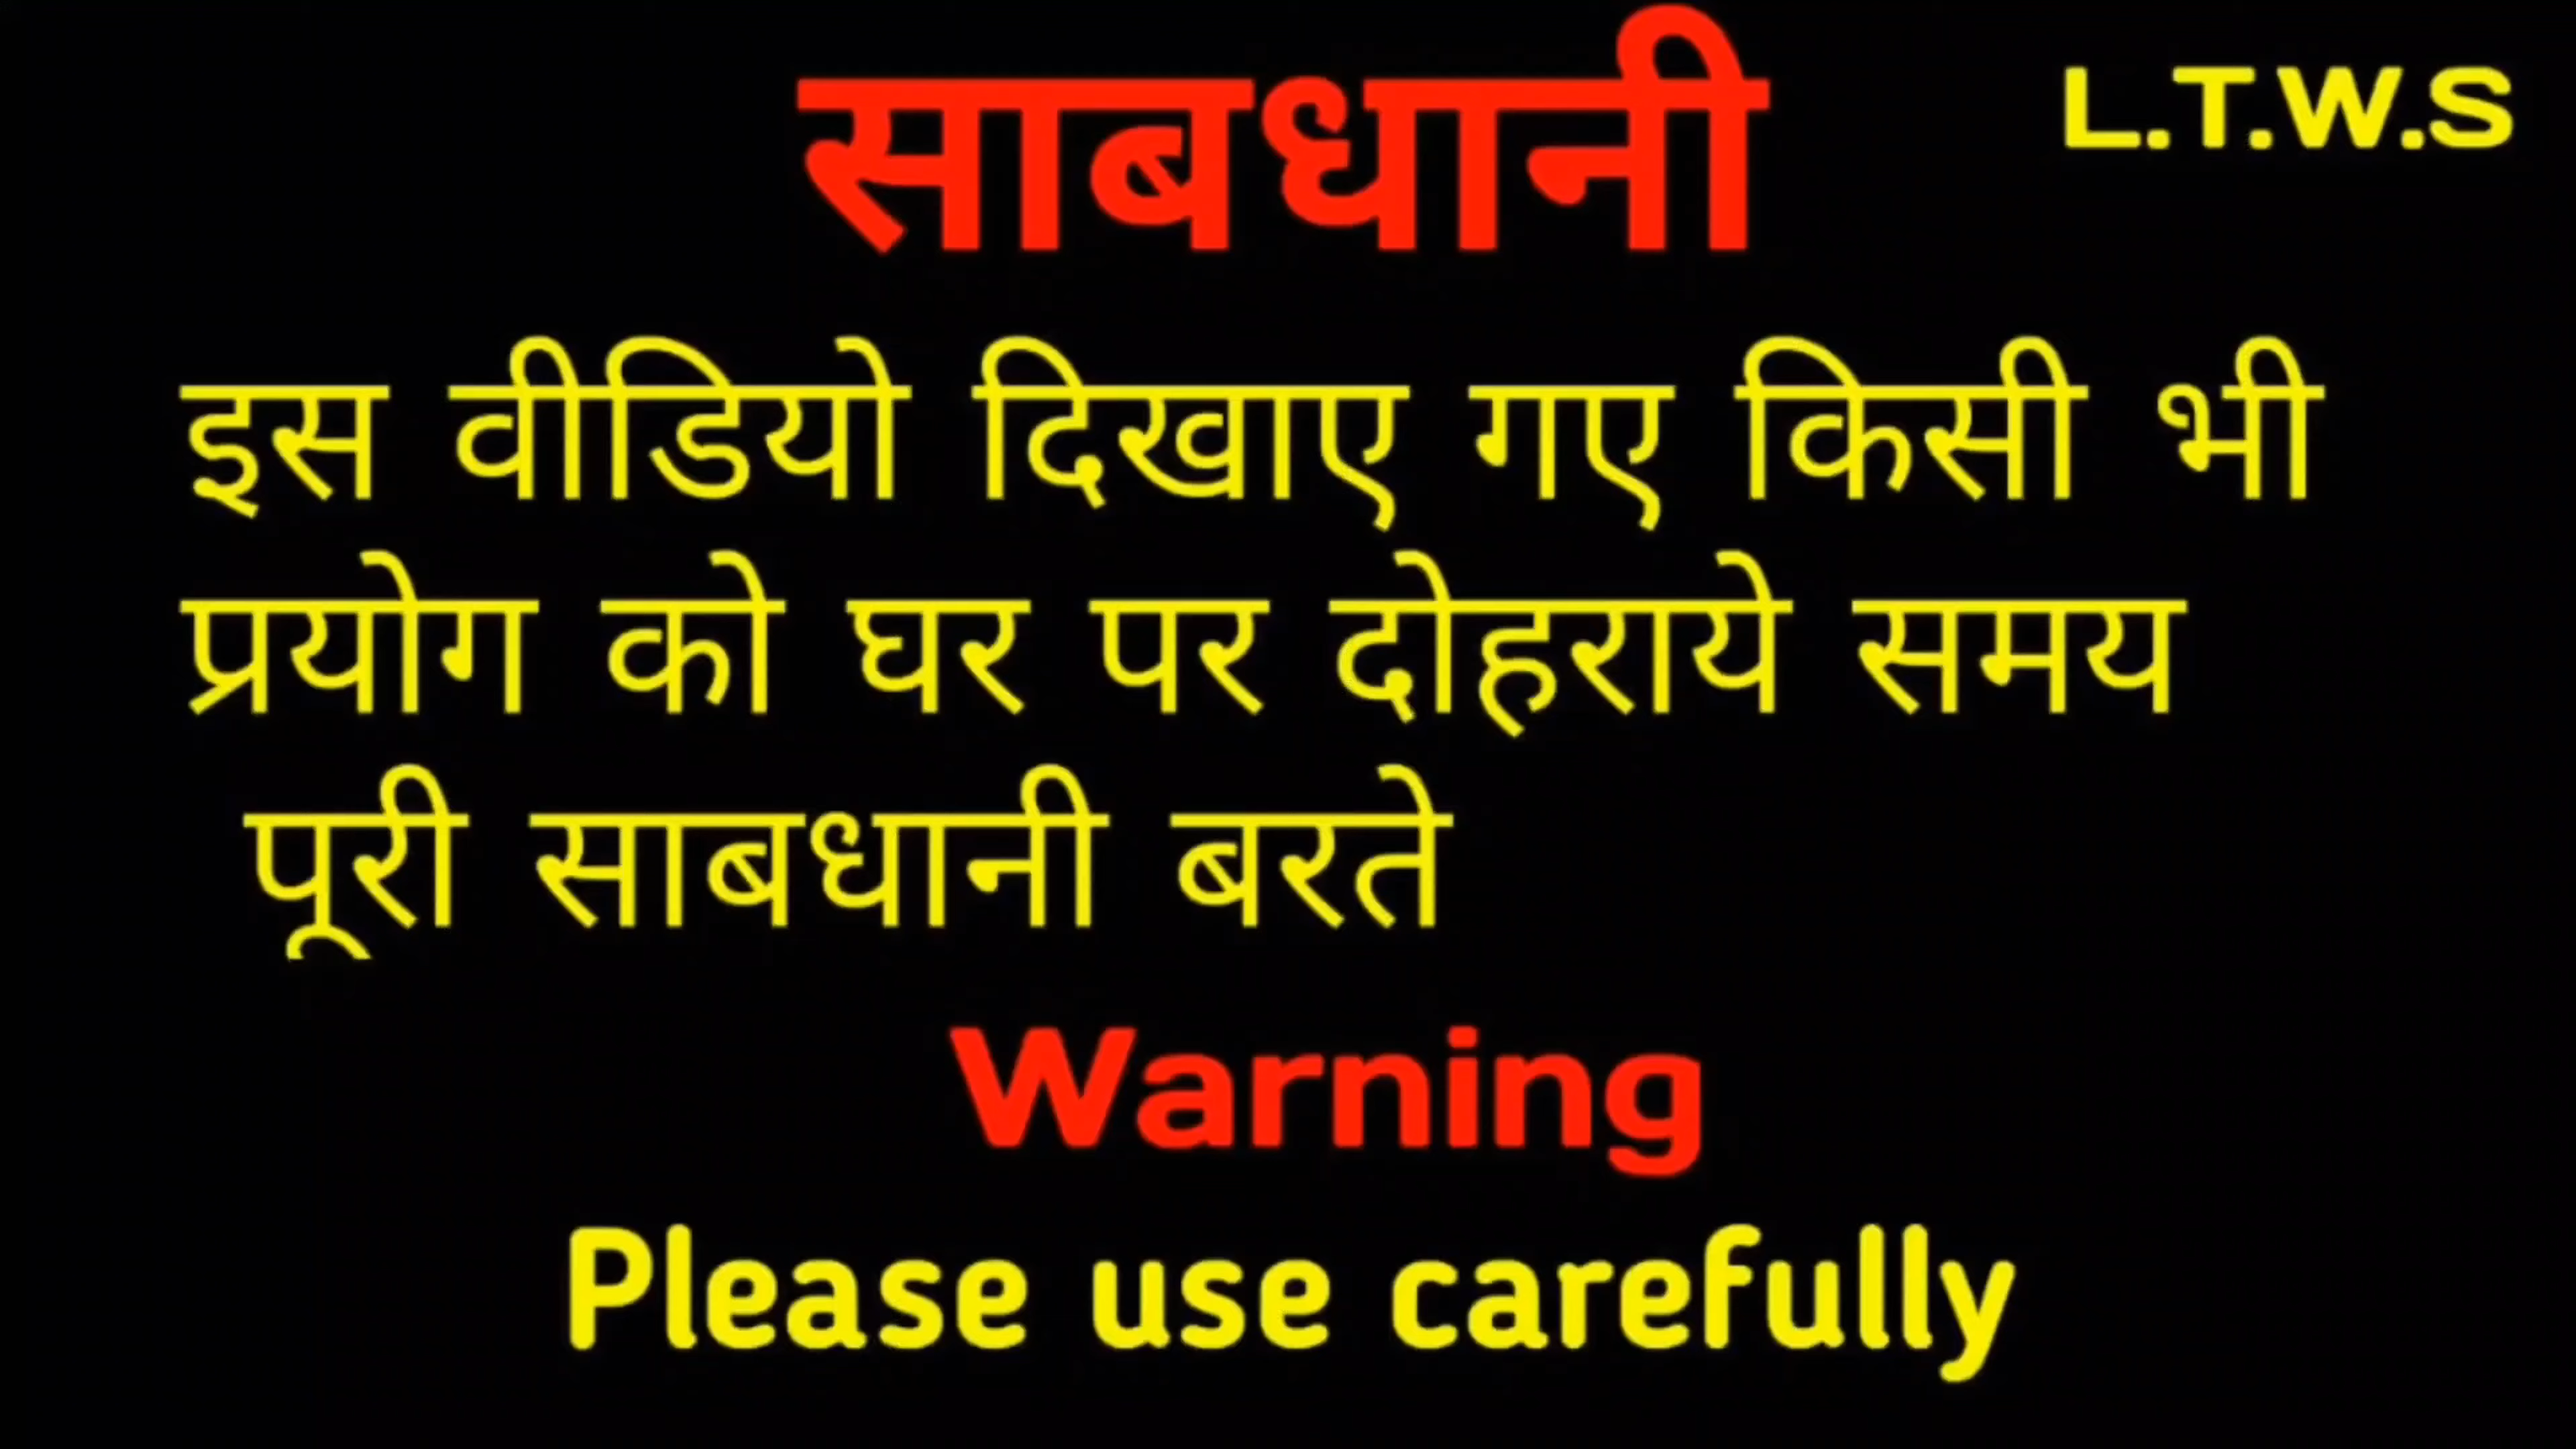 साबधानी
L.T.W.S
इस वीडियो दिखाए गए किसी भी
प्रयोग को घर पर दोहराये समय
पूरी साबधानी बरते
Warning
Please use carefully